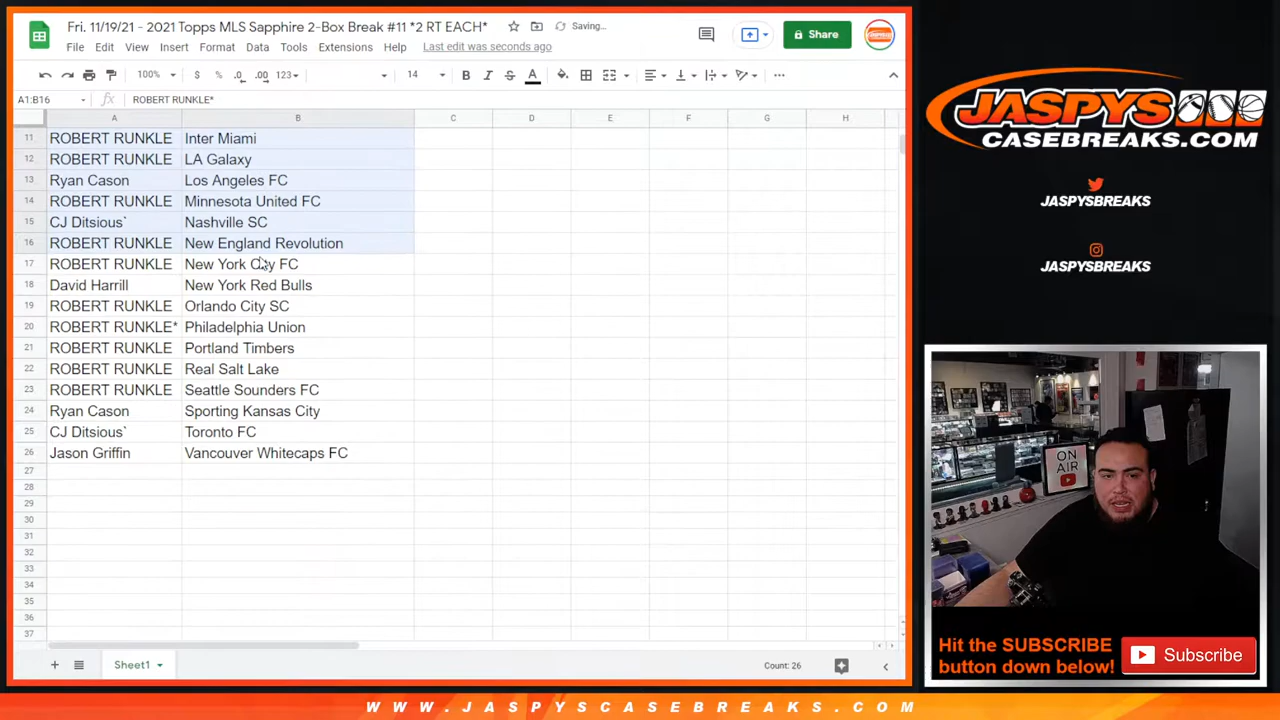 Fri. 11/19/21 - 2021 Topps MLS Sapphire 2-Box Break #11 *2 RT EACH* Saving...
File Edit View Insert Format Data Tools Extensions Help Last edit was seconds ago
Share
100% $ % .0 .00 123 14 B I S A
A1:B16 fx ROBERT RUNKLE*
A B C D E F G H
11 ROBERT RUNKLE Inter Miami
12 ROBERT RUNKLE LA Galaxy
13 Ryan Cason Los Angeles FC
14 ROBERT RUNKLE Minnesota United FC
15 CJ Ditsious` Nashville SC
16 ROBERT RUNKLE New England Revolution
17 ROBERT RUNKLE New York City FC
18 David Harrill New York Red Bulls
19 ROBERT RUNKLE Orlando City SC
20 ROBERT RUNKLE* Philadelphia Union
21 ROBERT RUNKLE Portland Timbers
22 ROBERT RUNKLE Real Salt Lake
23 ROBERT RUNKLE Seattle Sounders FC
24 Ryan Cason Sporting Kansas City
25 CJ Ditsious` Toronto FC
26 Jason Griffin Vancouver Whitecaps FC
27
28
29
30
31
32
33
34
35
36
37
Sheet1
Count: 26
JASPYS
CASEBREAKS.COM
JASPYSBREAKS
JASPYSBREAKS
ON
AIR
Hit the SUBSCRIBE
button down below!
Subscribe
WWW.JASPYSCASEBREAKS.COM